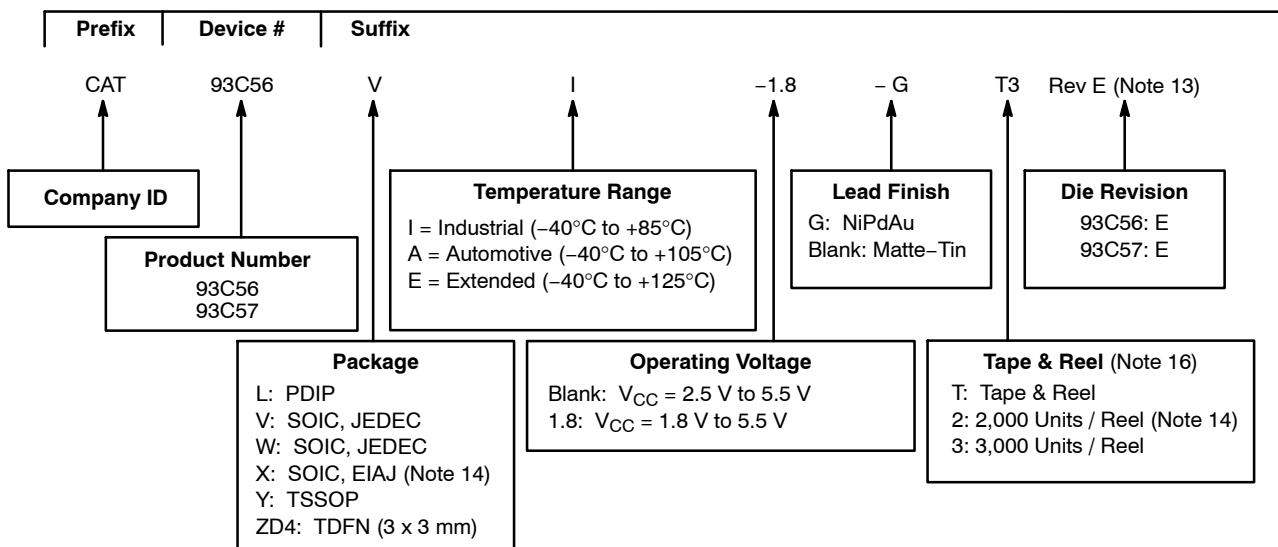 Prefix Device # Suffix
CAT 93C56 V I −1.8 − G T3 Rev E (Note 13)
Company ID
Product Number
93C56
93C57
Temperature Range
I = Industrial (−40°C to +85°C)
A = Automotive (−40°C to +105°C)
E = Extended (−40°C to +125°C)
Lead Finish
G: NiPdAu
Blank: Matte−Tin
Die Revision
93C56: E
93C57: E
Package
L: PDIP
V: SOIC, JEDEC
W: SOIC, JEDEC
X: SOIC, EIAJ (Note 14)
Y: TSSOP
ZD4: TDFN (3 x 3 mm)
Operating Voltage
Blank: VCC = 2.5 V to 5.5 V
1.8: VCC = 1.8 V to 5.5 V
Tape & Reel (Note 16)
T: Tape & Reel
2: 2,000 Units / Reel (Note 14)
3: 3,000 Units / Reel